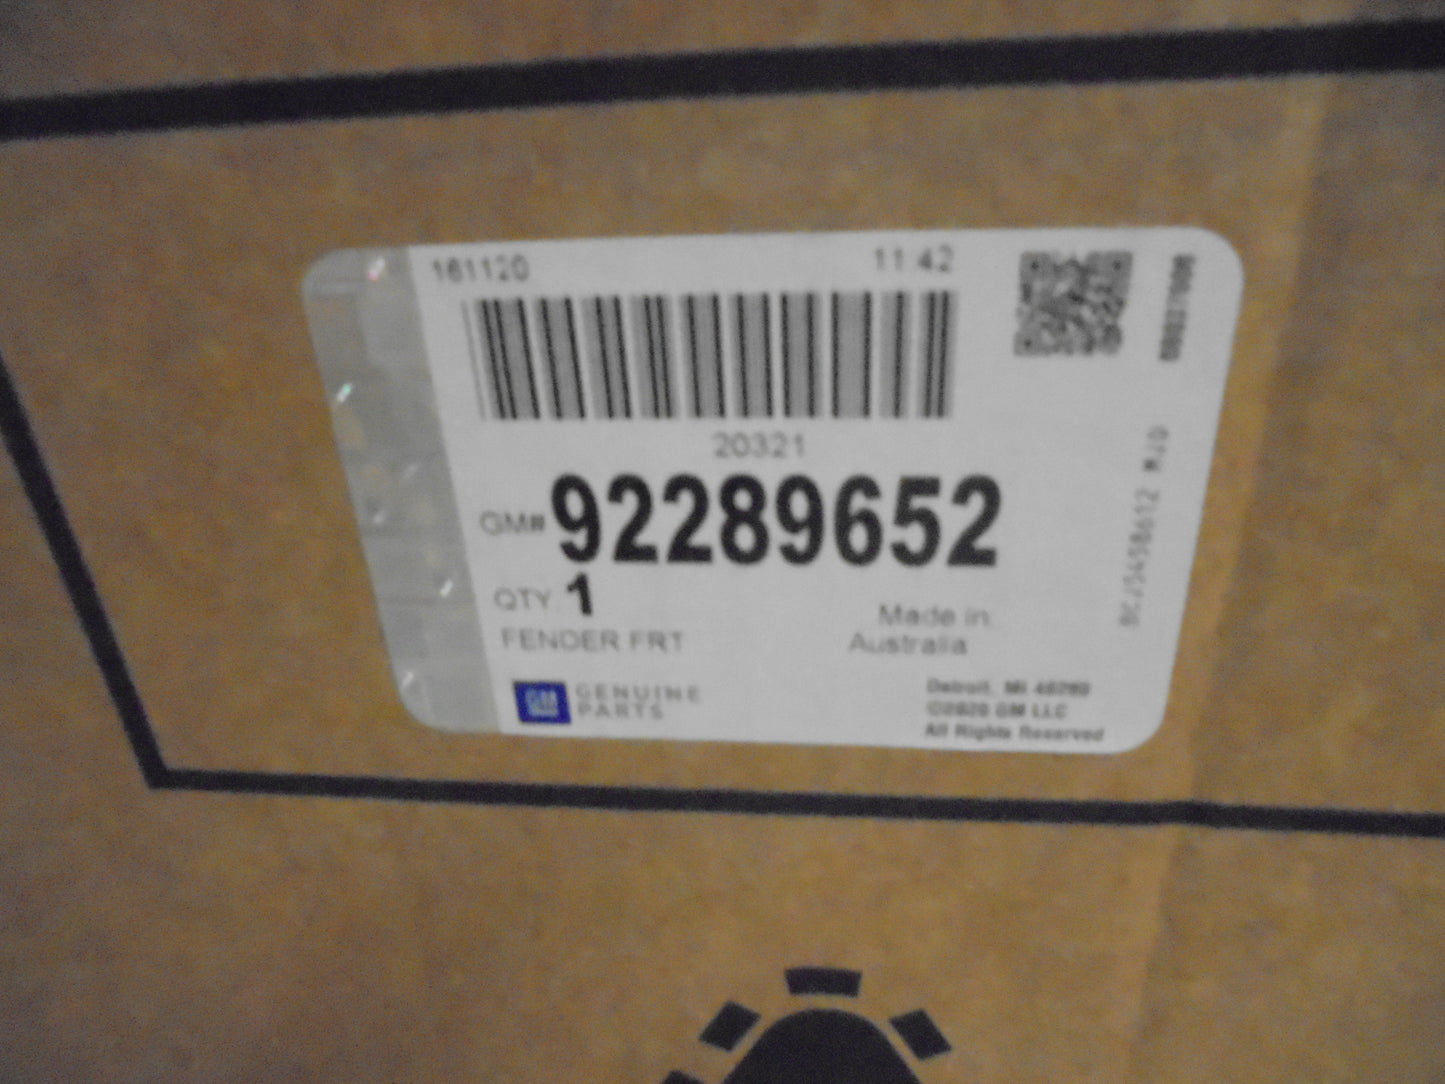 161120
11:42
20321
GM# 92289652
QTY. 1
FENDER FRT
Made in
Australia
GM
GENUINE
PARTS
Detroit, MI
©2020 GM LLC
All Rights Reserved